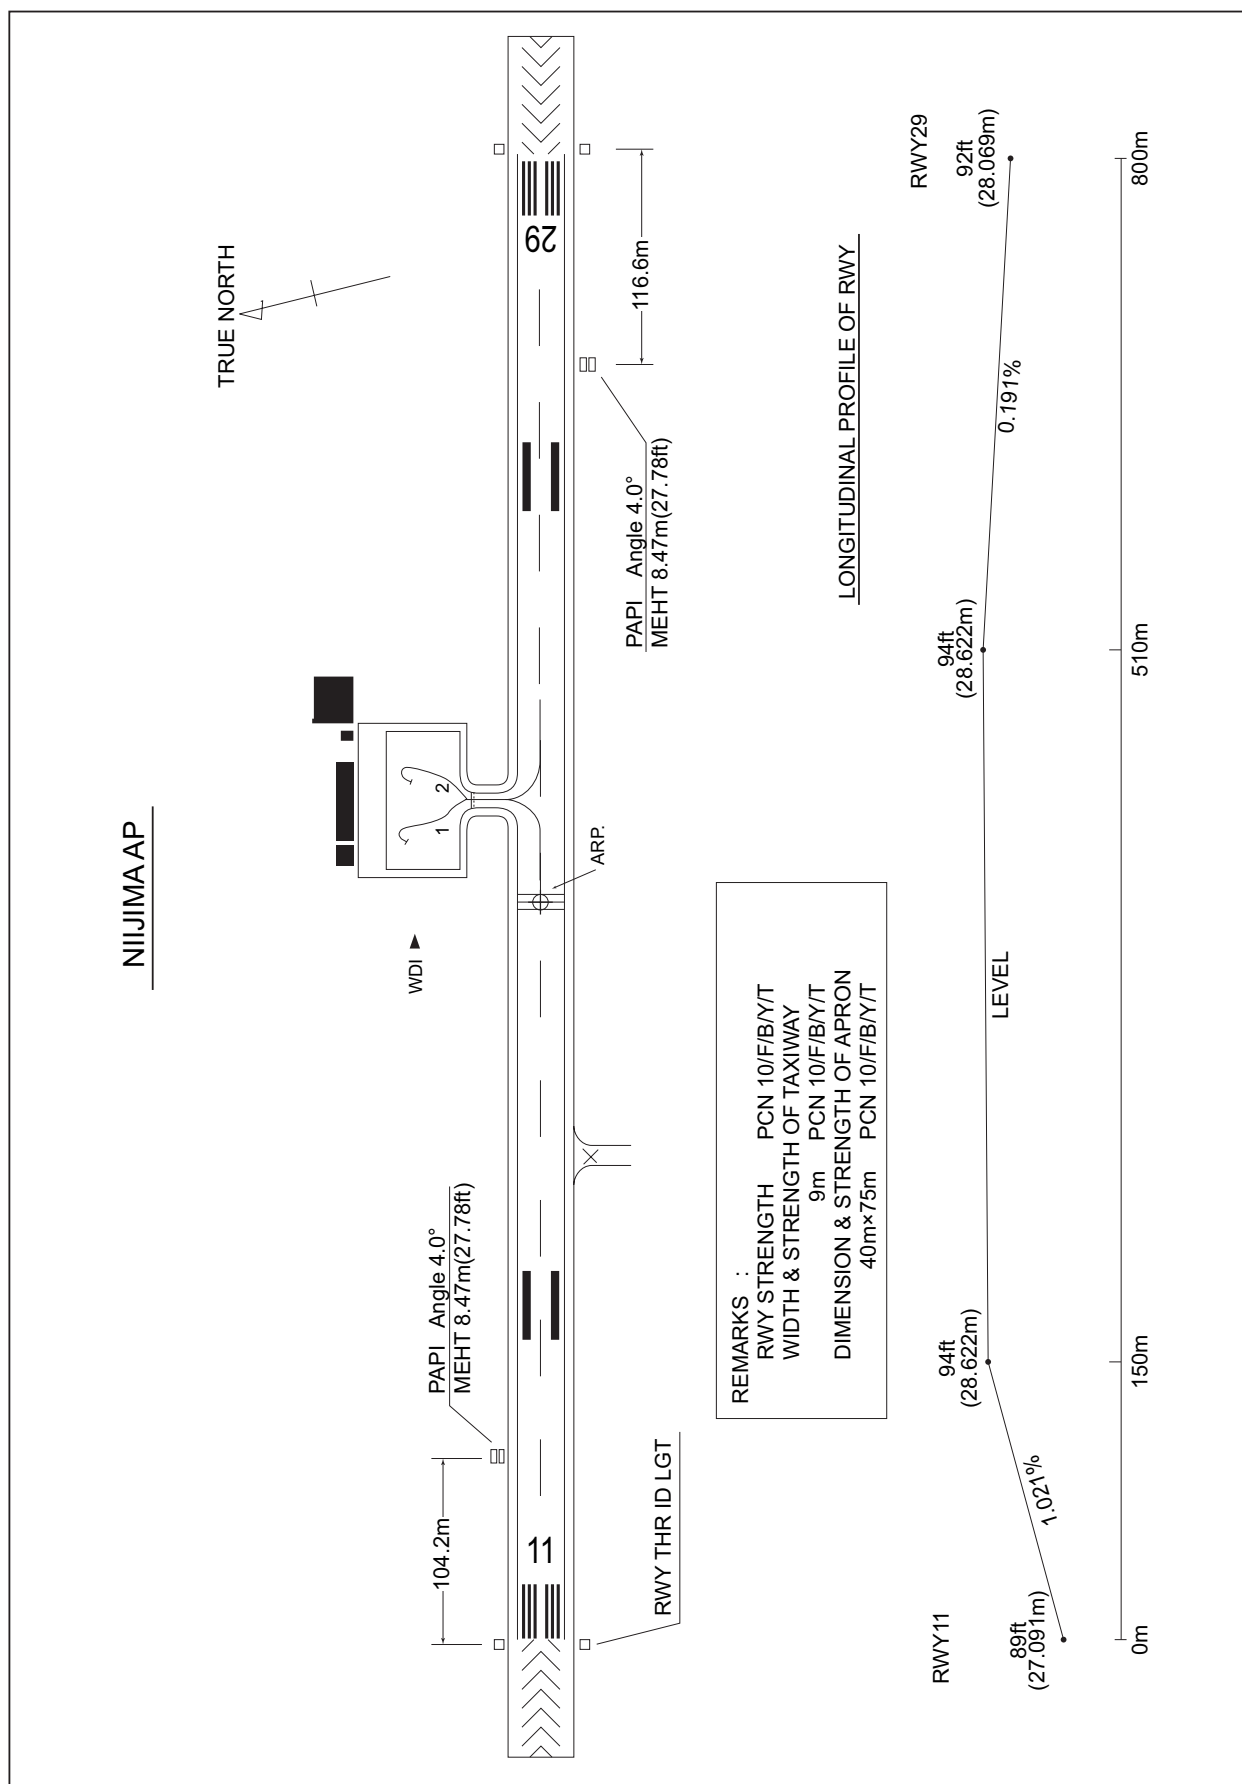 NIIJIMA AP
TRUE NORTH
WDI
1
2
ARP.
11
29
104.2m
PAPI Angle 4.0°
MEHT 8.47m(27.78ft)
RWY THR ID LGT
PAPI Angle 4.0°
MEHT 8.47m(27.78ft)
116.6m
REMARKS :
RWY STRENGTH PCN 10/F/B/Y/T
WIDTH & STRENGTH OF TAXIWAY
9m PCN 10/F/B/Y/T
DIMENSION & STRENGTH OF APRON
40m×75m PCN 10/F/B/Y/T
LONGITUDINAL PROFILE OF RWY
RWY11
89ft
(27.091m)
1.021%
94ft
(28.622m)
LEVEL
94ft
(28.622m)
0.191%
RWY29
92ft
(28.069m)
0m
150m
510m
800m